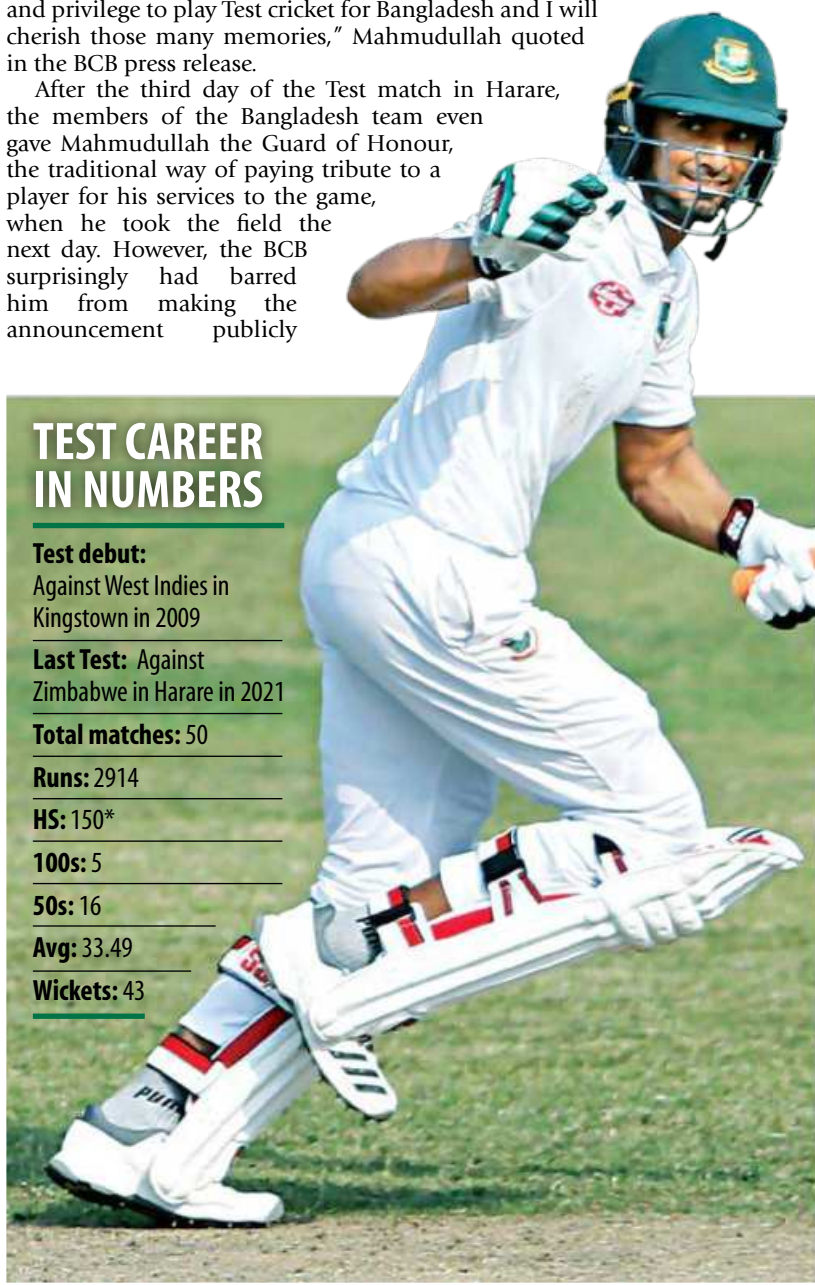 and privilege to play Test cricket for Bangladesh and I will
cherish those many memories,” Mahmudullah quoted
in the BCB press release.
After the third day of the Test match in Harare,
the members of the Bangladesh team even
gave Mahmudullah the Guard of Honour,
the traditional way of paying tribute to a
player for his services to the game,
when he took the field the
next day. However, the BCB
surprisingly had barred
him from making the
announcement publicly
TEST CAREER
IN NUMBERS
Test debut:
Against West Indies in
Kingstown in 2009
Last Test: Against
Zimbabwe in Harare in 2021
Total matches: 50
Runs: 2914
HS: 150*
100s: 5
50s: 16
Avg: 33.49
Wickets: 43